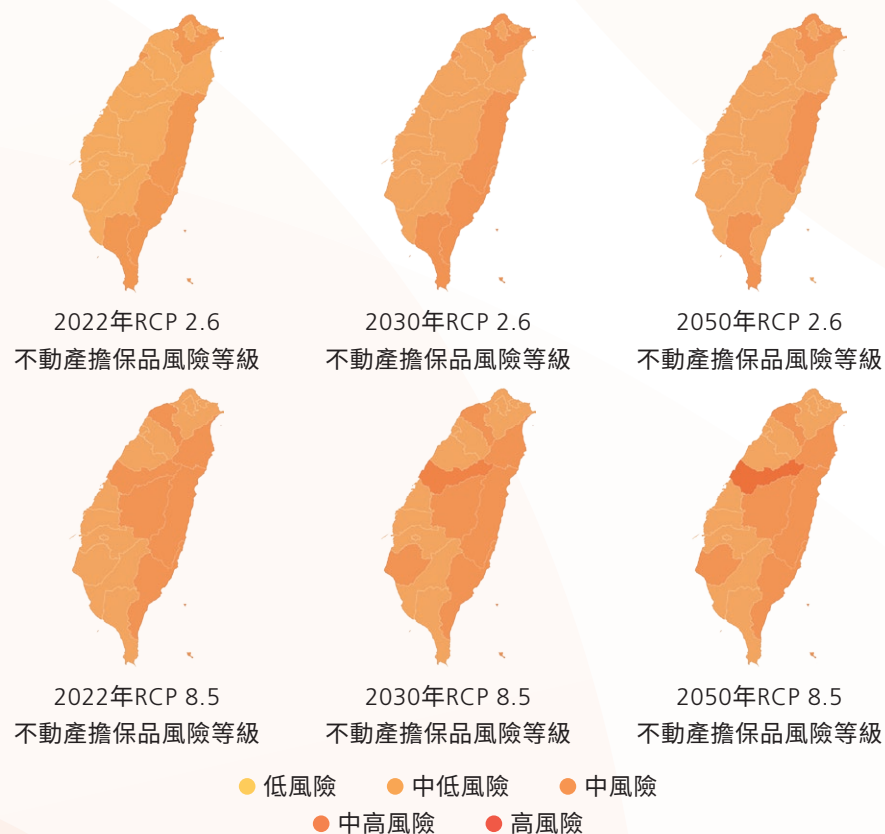 2022年RCP 2.6
不動產擔保品風險等級
2030年RCP 2.6
不動產擔保品風險等級
2050年RCP 2.6
不動產擔保品風險等級
2022年RCP 8.5
不動產擔保品風險等級
2030年RCP 8.5
不動產擔保品風險等級
2050年RCP 8.5
不動產擔保品風險等級
低風險 中低風險 中風險
中高風險 高風險